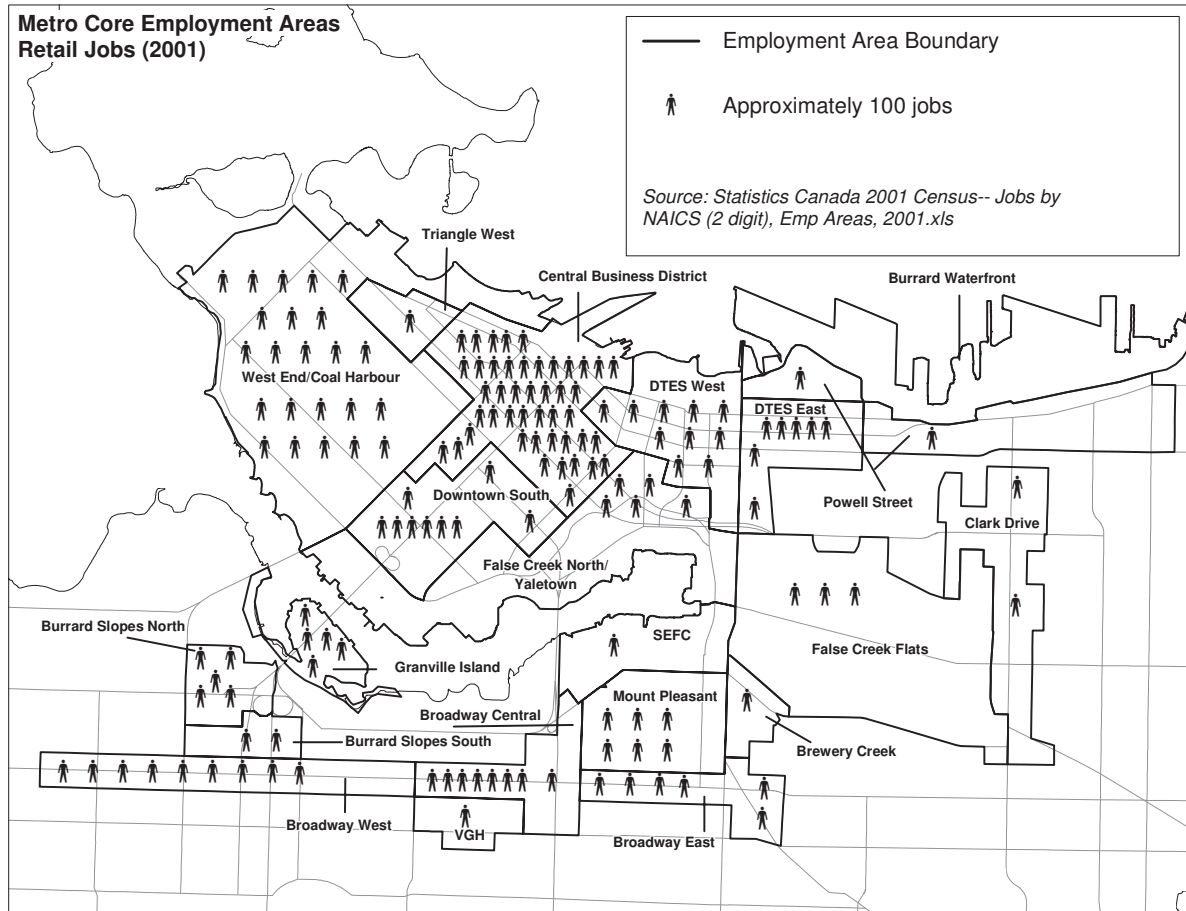 Metro Core Employment Areas
Retail Jobs (2001)
Employment Area Boundary
Approximately 100 jobs
Source: Statistics Canada 2001 Census-- Jobs by
NAICS (2 digit), Emp Areas, 2001.xls
Triangle West
Central Business District
Burrard Waterfront
West End/Coal Harbour
DTES West
DTES East
Downtown South
Powell Street
Clark Drive
False Creek North/
Yaletown
Burrard Slopes North
SEFC
False Creek Flats
Granville Island
Mount Pleasant
Broadway Central
Burrard Slopes South
Brewery Creek
Broadway West
VGH
Broadway East